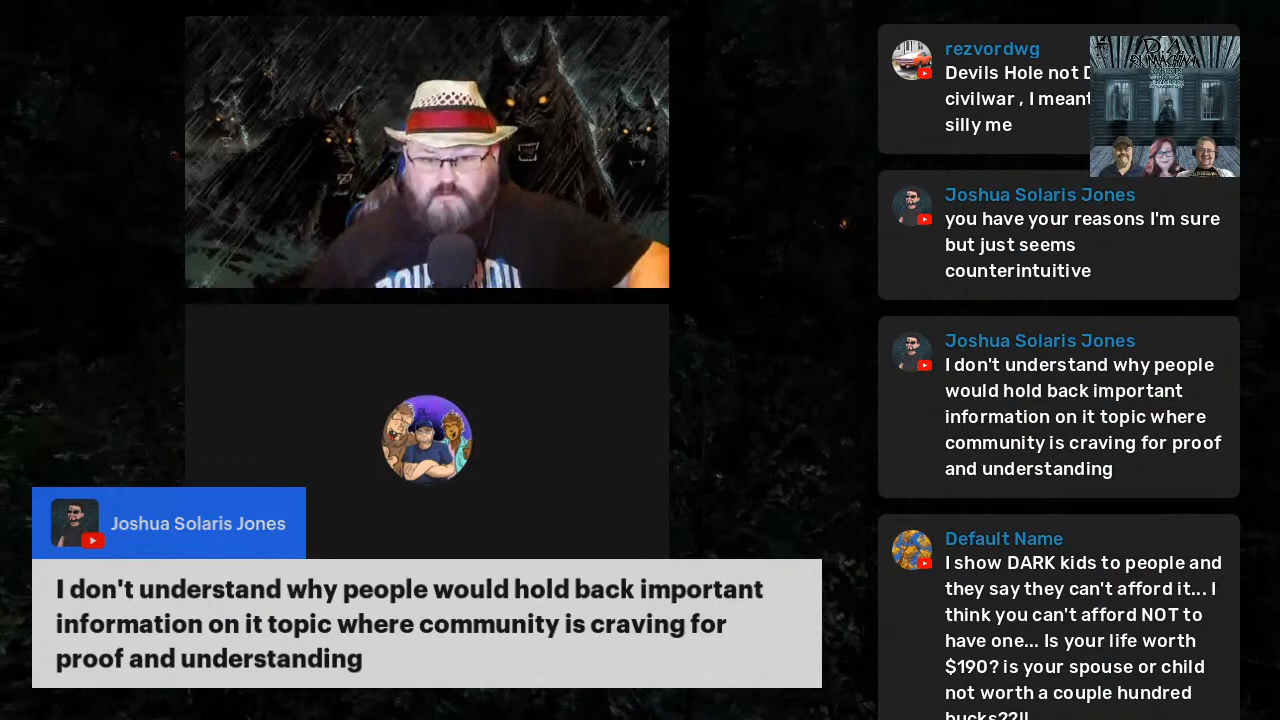 rezvordwg
Devils Hole not D
civilwar , I meant
silly me
Joshua Solaris Jones
you have your reasons I'm sure
but just seems
counterintuitive
Joshua Solaris Jones
I don't understand why people
would hold back important
information on it topic where
community is craving for proof
and understanding
Default Name
I show DARK kids to people and
they say they can't afford it... I
think you can't afford NOT to
have one... Is your life worth
$190? is your spouse or child
not worth a couple hundred
bucks??!!
Joshua Solaris Jones
I don't understand why people would hold back important
information on it topic where community is craving for
proof and understanding